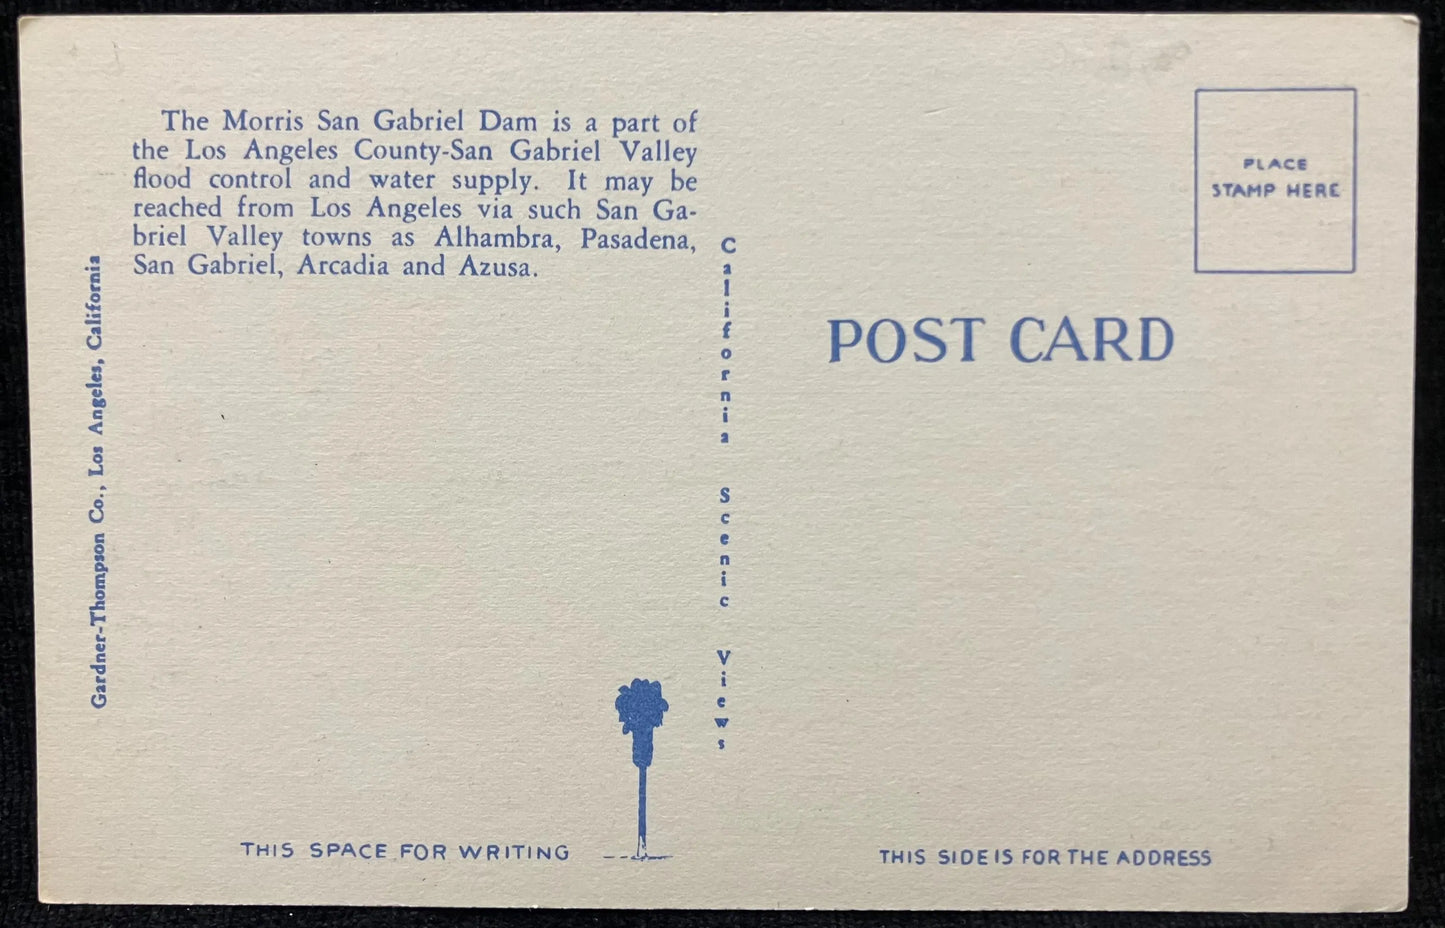 The Morris San Gabriel Dam is a part of
the Los Angeles County-San Gabriel Valley
flood control and water supply. It may be
reached from Los Angeles via such San Ga-
briel Valley towns as Alhambra, Pasadena,
San Gabriel, Arcadia and Azusa.
Gardner-Thompson Co., Los Angeles, California
California Scenic Views
PLACE
STAMP HERE
POST CARD
THIS SPACE FOR WRITING
THIS SIDE IS FOR THE ADDRESS